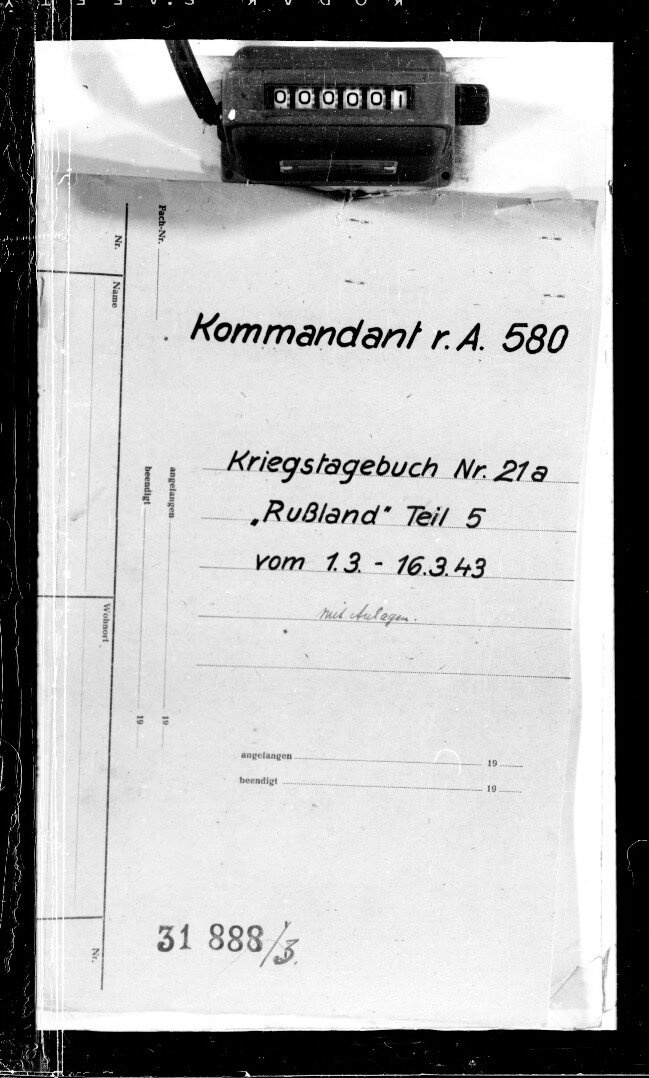 KODAK S.A.F.E.T.Y
000001
Fach-Nr.
Nr.
Name
Kommandant r. A. 580
Kriegstagebuch Nr. 21a
„Rußland" Teil 5
vom 1.3. - 16.3.43
mit Anlagen.
angefangen 19
beendigt 19
Wohnort
angefangen 19
beendigt 19
31 888/3.
Nr.